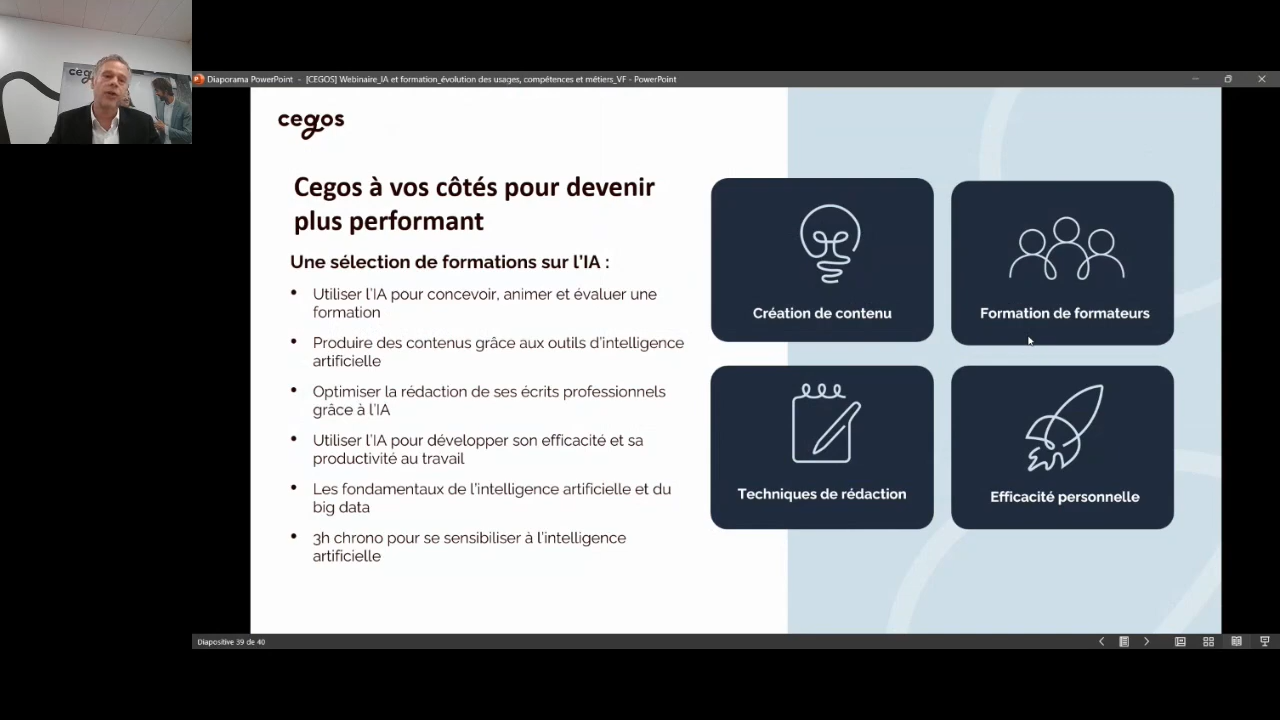 cegos
Diaporama PowerPoint - [CEGOS] Webinaire_IA et formation_évolution des usages, compétences et métiers_VF - PowerPoint
cegos
Cegos à vos côtés pour devenir
plus performant
Une sélection de formations sur l'IA :
• Utiliser l'IA pour concevoir, animer et évaluer une
formation
• Produire des contenus grâce aux outils d'intelligence
artificielle
• Optimiser la rédaction de ses écrits professionnels
grâce à l'IA
• Utiliser l'IA pour développer son efficacité et sa
productivité au travail
• Les fondamentaux de l'intelligence artificielle et du
big data
• 3h chrono pour se sensibiliser à l'intelligence
artificielle
Création de contenu
Formation de formateurs
Techniques de rédaction
Efficacité personnelle
Diapositive 39 de 40